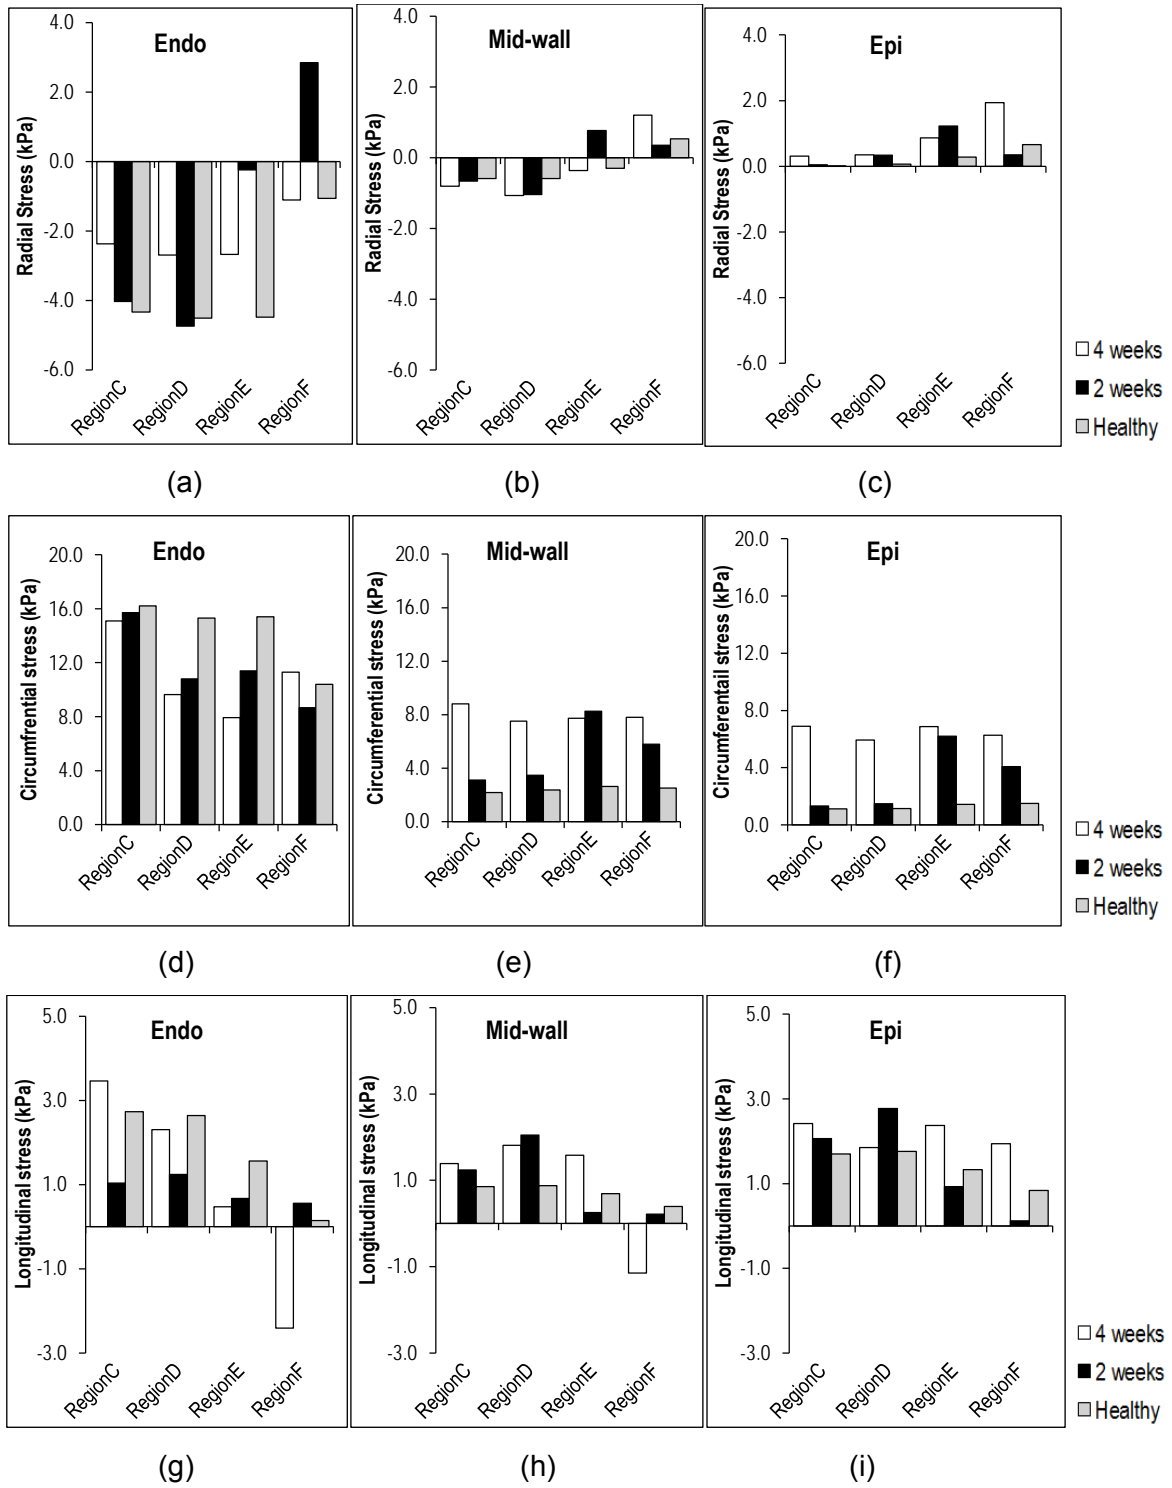 Endo
Radial Stress (kPa)
4.0
2.0
0.0
-2.0
-4.0
-6.0
RegionC
RegionD
RegionE
RegionF
(a)
Mid-wall
Radial Stress (kPa)
4.0
2.0
0.0
-2.0
-4.0
-6.0
RegionC
RegionD
RegionE
RegionF
(b)
Epi
Radial Stress (kPa)
4.0
2.0
0.0
-2.0
-4.0
-6.0
RegionC
RegionD
RegionE
RegionF
(c)
4 weeks
2 weeks
Healthy
Endo
Circumfrential stress (kPa)
20.0
16.0
12.0
8.0
4.0
0.0
RegionC
RegionD
RegionE
RegionF
(d)
Mid-wall
Circumferential stress (kPa)
20.0
16.0
12.0
8.0
4.0
0.0
RegionC
RegionD
RegionE
RegionF
(e)
Epi
Circumferentail stress (kPa)
20.0
16.0
12.0
8.0
4.0
0.0
RegionC
RegionD
RegionE
RegionF
(f)
4 weeks
2 weeks
Healthy
Endo
Longitudinal stress (kPa)
5.0
3.0
1.0
-1.0
-3.0
RegionC
RegionD
RegionE
RegionF
(g)
Mid-wall
Longitudinal stress (kPa)
5.0
3.0
1.0
-1.0
-3.0
RegionC
RegionD
RegionE
RegionF
(h)
Epi
Longitudinal stress (kPa)
5.0
3.0
1.0
-1.0
-3.0
RegionC
RegionD
RegionE
RegionF
(i)
4 weeks
2 weeks
Healthy